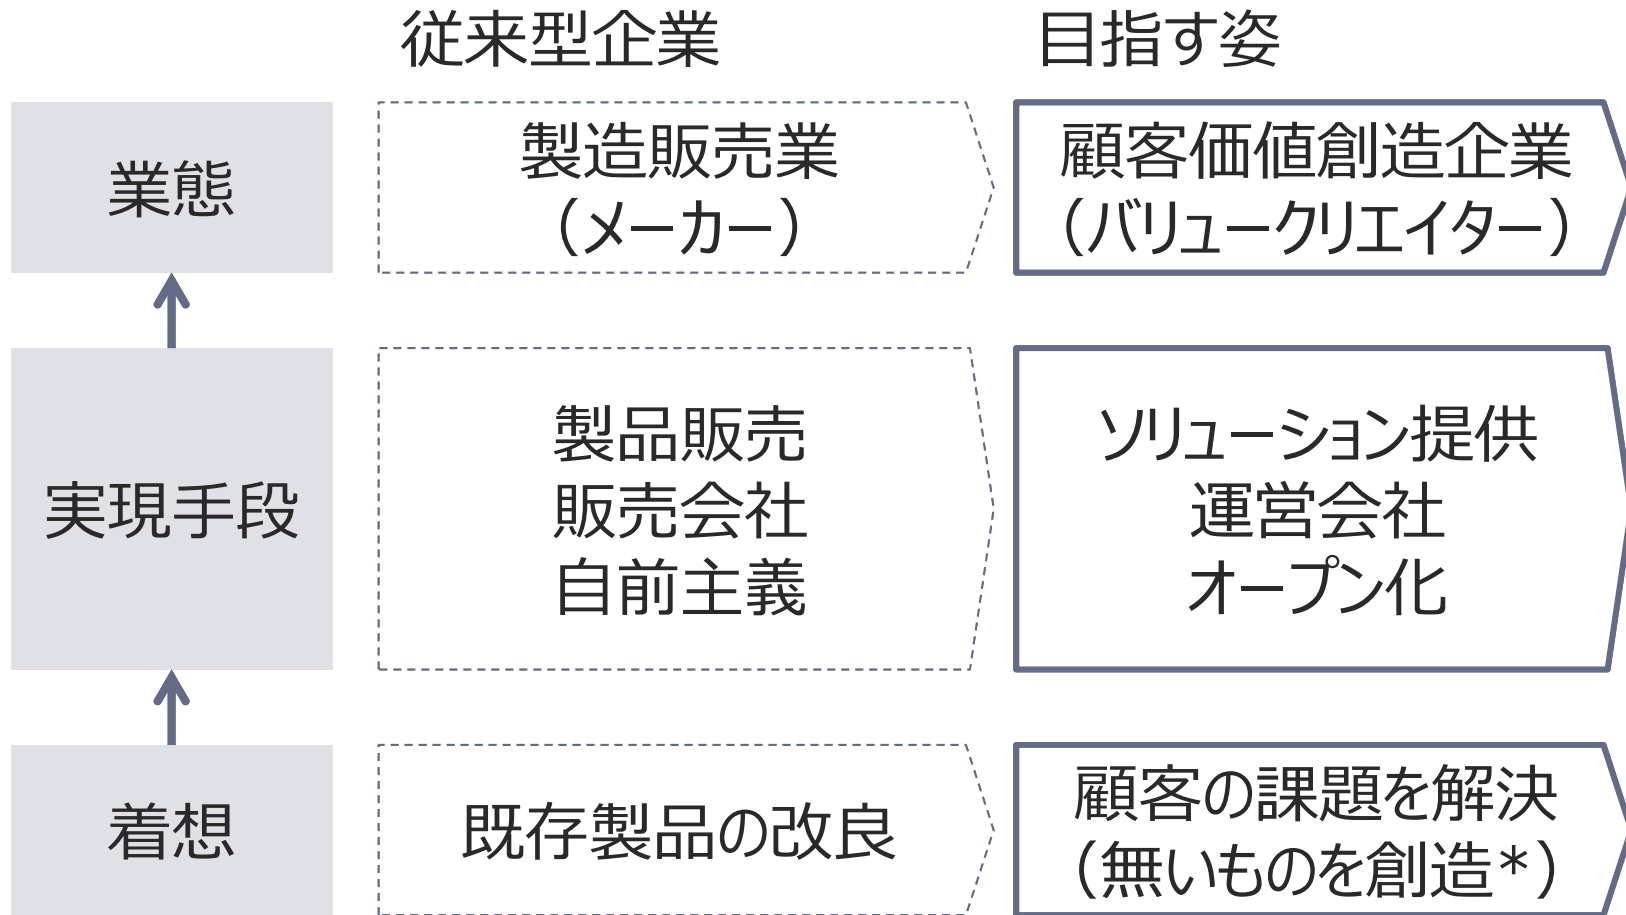 従来型企業
目指す姿
業態
製造販売業
（メーカー）
顧客価値創造企業
（バリュークリエイター）
実現手段
製品販売
販売会社
自前主義
ソリューション提供
運営会社
オープン化
着想
既存製品の改良
顧客の課題を解決
（無いものを創造*）